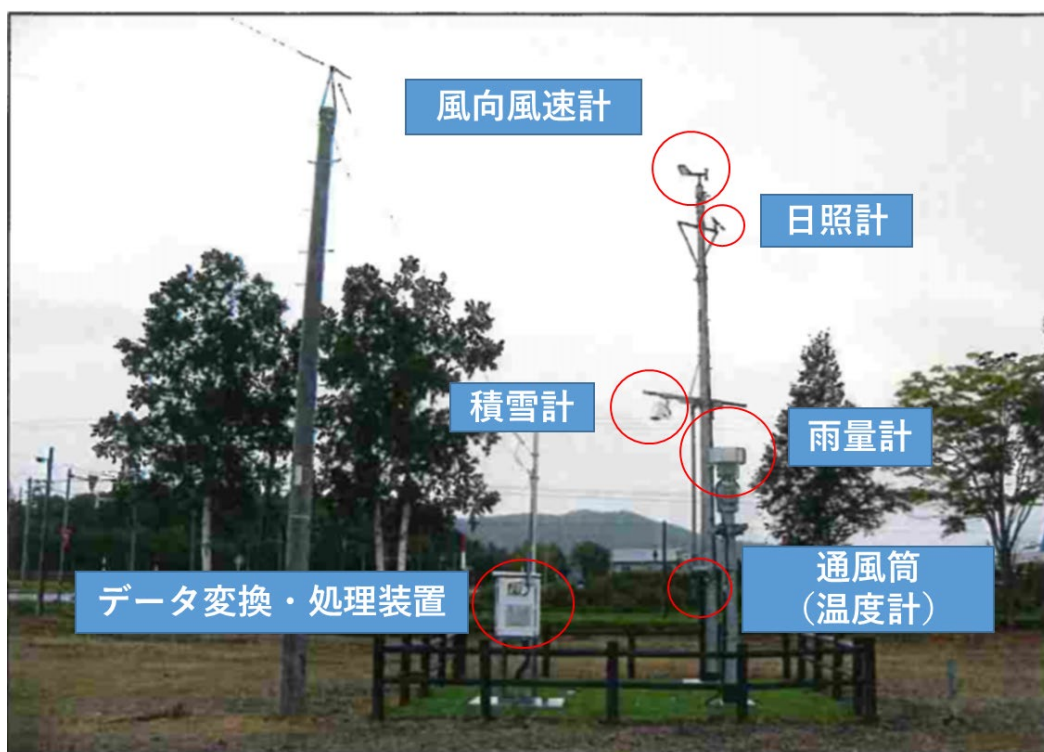 風向風速計
日照計
積雪計
雨量計
データ変換・処理装置
通風筒
（温度計）